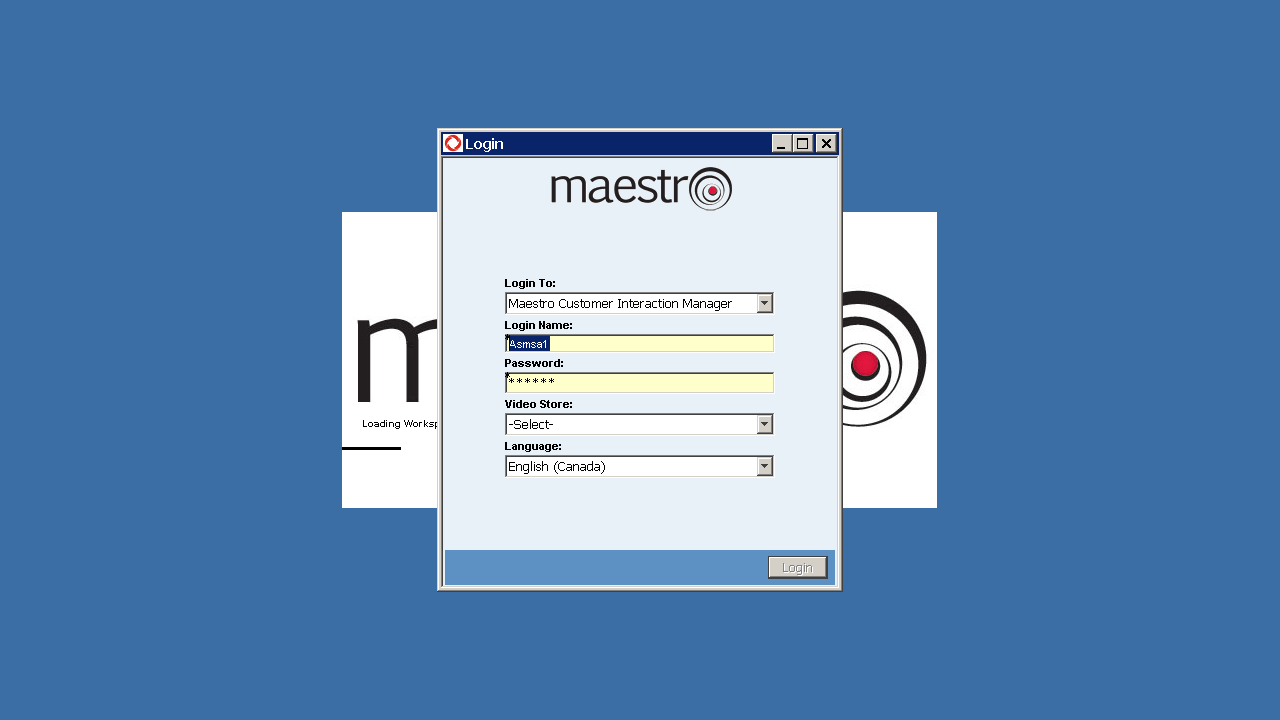 Login
maestro
Login To:
Maestro Customer Interaction Manager
Login Name:
Asmsa1
Password:
******
Video Store:
-Select-
Language:
English (Canada)
Loading Worksp
m
Login